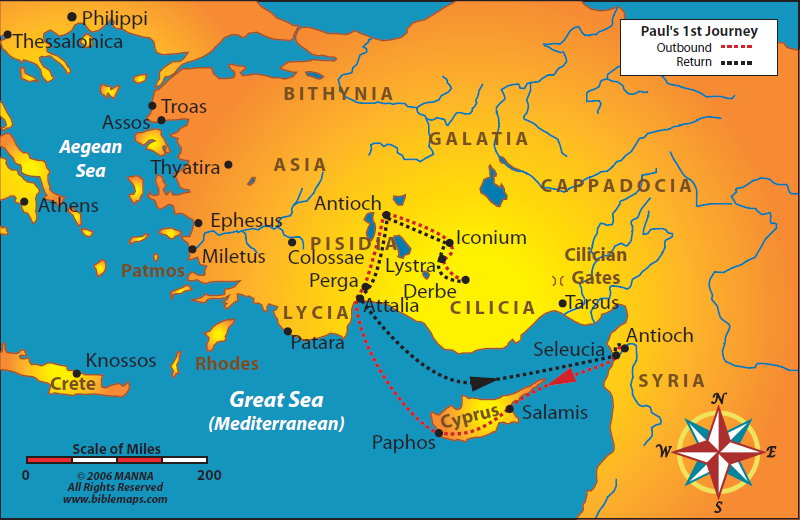 Philippi
Thessalonica
Paul's 1st Journey
Outbound
Return
BITHYNIA
Troas
Assos
GALATIA
Aegean
Sea
Thyatira
ASIA
CAPPADOCIA
Athens
Antioch
Ephesus
Iconium
PISIDIA
Miletus
Colossae
Cilician
Gates
Patmos
Lystra
Perga
Derbe
Attalia
Tarsus
LYCIA
CILICIA
Patara
Antioch
Seleucia
Knossos
Rhodes
Crete
SYRIA
Great Sea
(Mediterranean)
Cyprus
Salamis
Paphos
N
W
E
S
Scale of Miles
0
200
© 2006 MANNA
All Rights Reserved
www.biblemaps.com